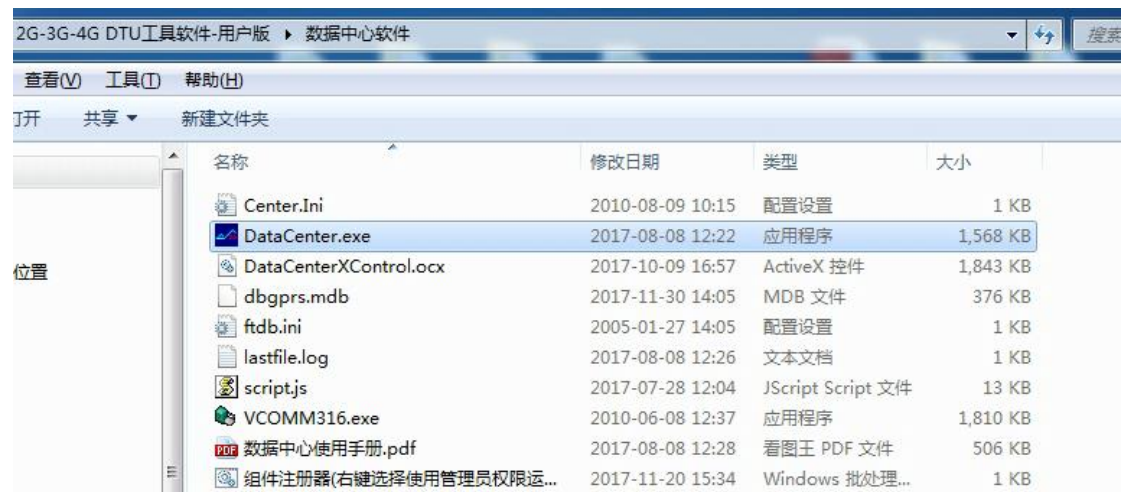 2G-3G-4G DTU工具软件-用户版 ▸ 数据中心软件 搜索
查看(V) 工具(T) 帮助(H)
打开 共享 ▼ 新建文件夹
名称 修改日期 类型 大小
Center.Ini 2010-08-09 10:15 配置设置 1 KB
DataCenter.exe 2017-08-08 12:22 应用程序 1,568 KB
位置 DataCenterXControl.ocx 2017-10-09 16:57 ActiveX 控件 1,843 KB
dbgprs.mdb 2017-11-30 14:05 MDB 文件 376 KB
ftdb.ini 2005-01-27 14:05 配置设置 1 KB
lastfile.log 2017-08-08 12:26 文本文档 1 KB
script.js 2017-07-28 12:04 JScript Script 文件 13 KB
VCOMM316.exe 2010-06-08 12:37 应用程序 1,810 KB
数据中心使用手册.pdf 2017-08-08 12:28 看图王 PDF 文件 506 KB
组件注册器(右键选择使用管理员权限运... 2017-11-20 15:34 Windows 批处理... 1 KB